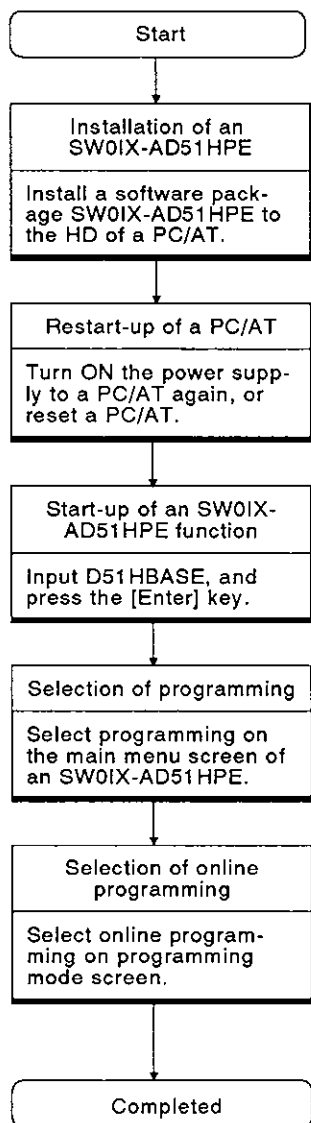 Start
Installation of an
SW0IX-AD51HPE
Install a software pack-
age SW0IX-AD51HPE to
the HD of a PC/AT.
Restart-up of a PC/AT
Turn ON the power supp-
ly to a PC/AT again, or
reset a PC/AT.
Start-up of an SW0IX-
AD51HPE function
Input D51HBASE, and
press the [Enter] key.
Selection of programming
Select programming on
the main menu screen of
an SW0IX-AD51HPE.
Selection of online
programming
Select online program-
ming on programming
mode screen.
Completed